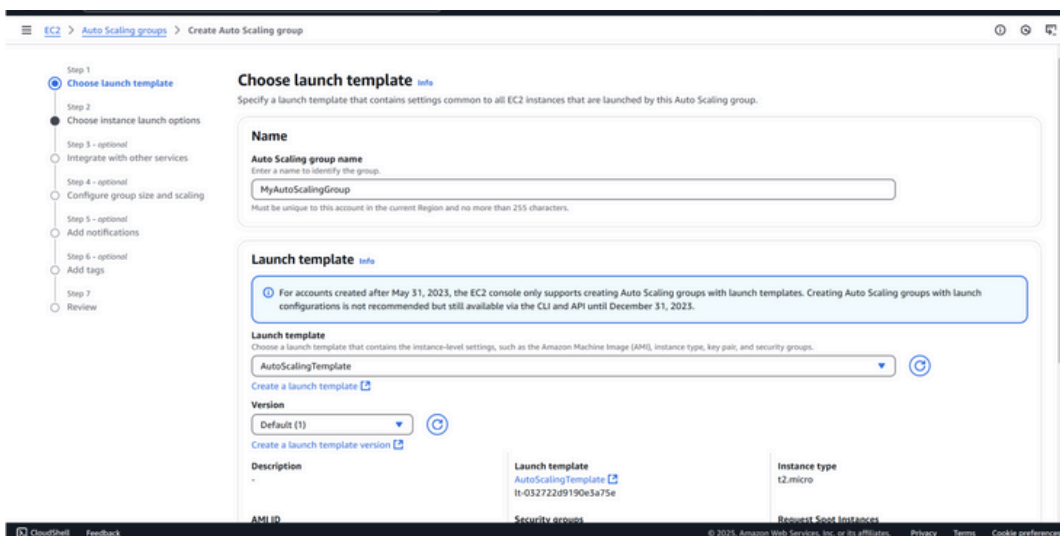 EC2 > Auto Scaling groups > Create Auto Scaling group
Step 1
Choose launch template
Step 2
Choose instance launch options
Step 3 - optional
Integrate with other services
Step 4 - optional
Configure group size and scaling
Step 5 - optional
Add notifications
Step 6 - optional
Add tags
Step 7
Review
Choose launch template Info
Specify a launch template that contains settings common to all EC2 instances that are launched by this Auto Scaling group.
Name
Auto Scaling group name
Enter a name to identify the group.
MyAutoScalingGroup
Must be unique to this account in the current Region and no more than 255 characters.
Launch template Info
For accounts created after May 31, 2023, the EC2 console only supports creating Auto Scaling groups with launch templates. Creating Auto Scaling groups with launch
configurations is not recommended but still available via the CLI and API until December 31, 2023.
Launch template
Choose a launch template that contains the instance-level settings, such as the Amazon Machine Image (AMI), instance type, key pair, and security groups.
AutoScalingTemplate
Create a launch template
Version
Default (1)
Create a launch template version
Description
-
Launch template
AutoScalingTemplate
lt-032722d9190e3a75e
Instance type
t2.micro
AMI ID
Security groups
Request Spot Instances
CloudShell Feedback © 2025, Amazon Web Services, Inc. or its affiliates. Privacy Terms Cookie preferences